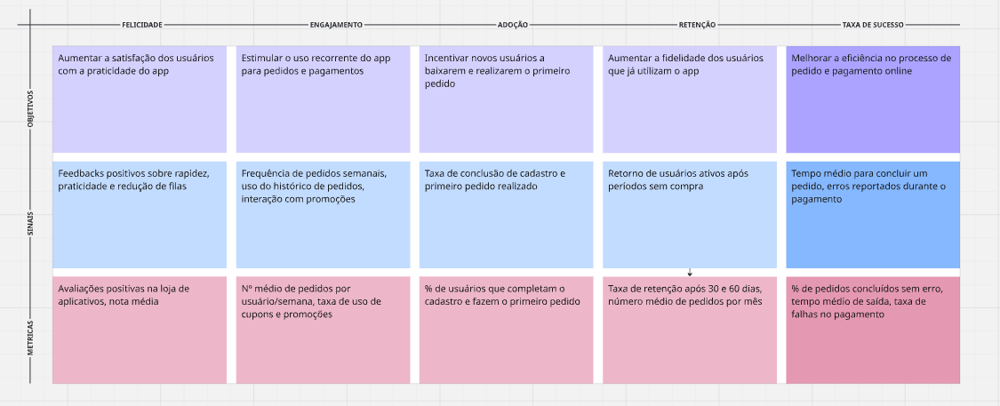 FELICIDADE
ENGAJAMENTO
ADOÇÃO
RETENÇÃO
TAXA DE SUCESSO
OBJETIVOS
Aumentar a satisfação dos usuários
com a praticidade do app
Estimular o uso recorrente do app
para pedidos e pagamentos
Incentivar novos usuários a
baixarem e realizarem o primeiro
pedido
Aumentar a fidelidade dos usuários
que já utilizam o app
Melhorar a eficiência no processo de
pedido e pagamento online
SINAIS
Feedbacks positivos sobre rapidez,
praticidade e redução de filas
Frequência de pedidos semanais,
uso do histórico de pedidos,
interação com promoções
Taxa de conclusão de cadastro e
primeiro pedido realizado
Retorno de usuários ativos após
períodos sem compra
Tempo médio para concluir um
pedido, erros reportados durante o
pagamento
METRICAS
Avaliações positivas na loja de
aplicativos, nota média
Nº médio de pedidos por
usuário/semana, taxa de uso de
cupons e promoções
% de usuários que completam o
cadastro e fazem o primeiro pedido
Taxa de retenção após 30 e 60 dias,
número médio de pedidos por mês
% de pedidos concluídos sem erro,
tempo médio de saída, taxa de
falhas no pagamento